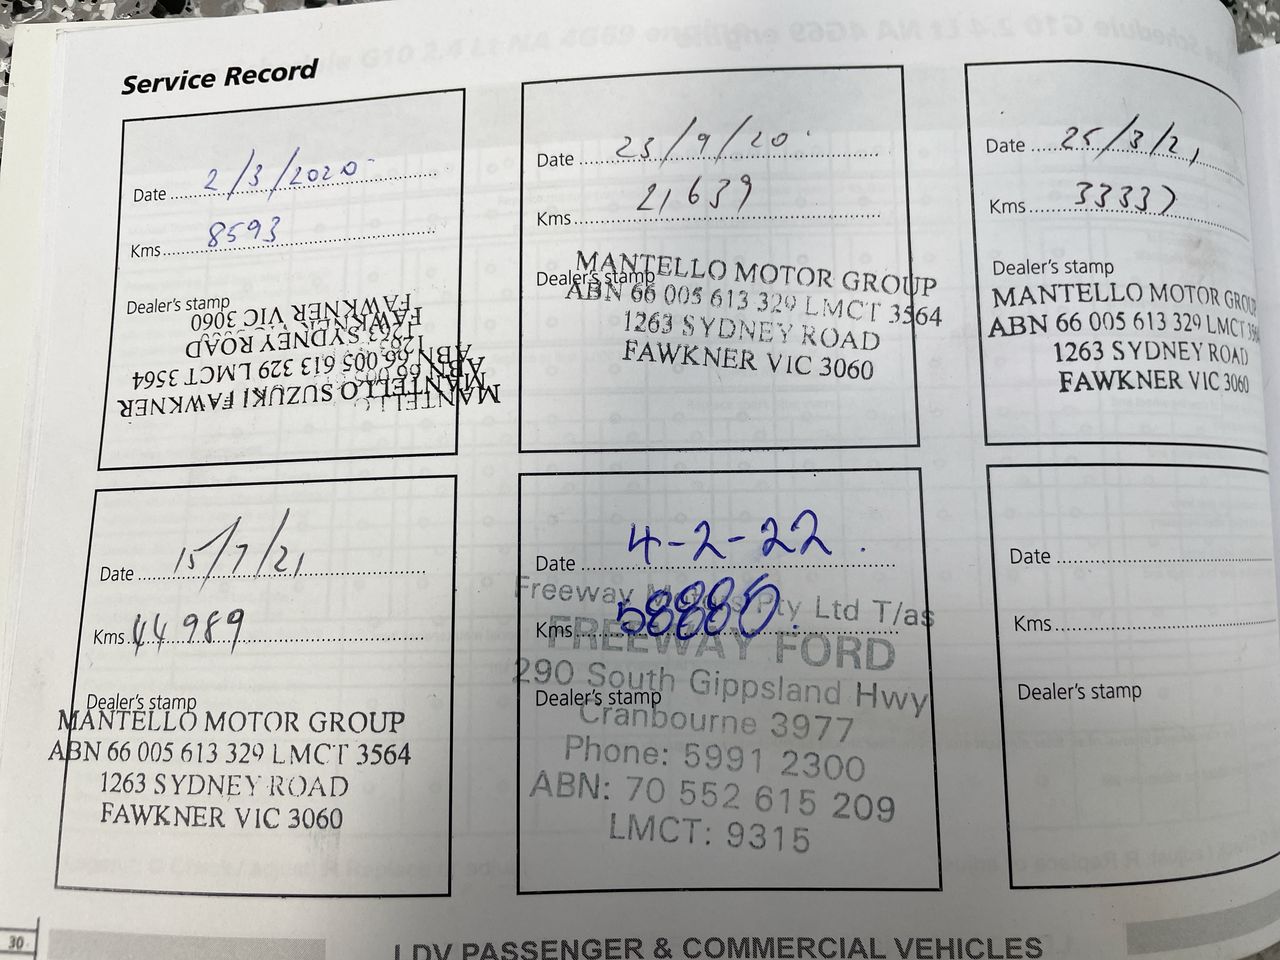 Service Record
Date 2/3/2020
Kms 8593
Dealer's stamp
MANTELLO SUZUKI FAWKNER
ABN 66 005 613 329 LMCT 3564
1263 SYDNEY ROAD
FAWKNER VIC 3060
Date 23/9/20
Kms 21639
Dealer's stamp
MANTELLO MOTOR GROUP
ABN 66 005 613 329 LMCT 3564
1263 SYDNEY ROAD
FAWKNER VIC 3060
Date 25/3/21
Kms 33337
Dealer's stamp
MANTELLO MOTOR GROUP
ABN 66 005 613 329 LMCT
1263 SYDNEY ROAD
FAWKNER VIC 3060
Date 15/7/21
Kms 44989
Dealer's stamp
MANTELLO MOTOR GROUP
ABN 66 005 613 329 LMCT 3564
1263 SYDNEY ROAD
FAWKNER VIC 3060
Date 4-2-22.
Kms
Freeway Motors Pty Ltd T/as
FREEWAY FORD
290 South Gippsland Hwy
Dealer's stamp
Cranbourne 3977
Phone: 5991 2300
ABN: 70 552 615 209
LMCT: 9315
Date
Kms
Dealer's stamp
30
LDV PASSENGER & COMMERCIAL VEHICLES